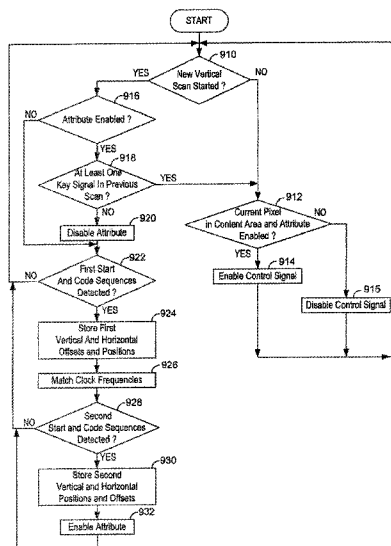 START
910
New Vertical
Scan Started ?
YES
NO
916
Attribute Enabled ?
NO
YES
918
At Least One
Key Signal In Previous
Scan ?
YES
NO
920
Disable Attribute
912
Current Pixel
in Content Area and Attribute
Enabled ?
NO
YES
914
Enable Control Signal
915
Disable Control Signal
922
First Start
And Code Sequences
Detected ?
NO
YES
924
Store First
Vertical And Horizontal
Offsets and Positions
926
Match Clock Frequencies
928
Second
Start and Code Sequences
Detected ?
NO
YES
930
Store Second
Vertical and Horizontal
Positions and Offsets
932
Enable Attribute